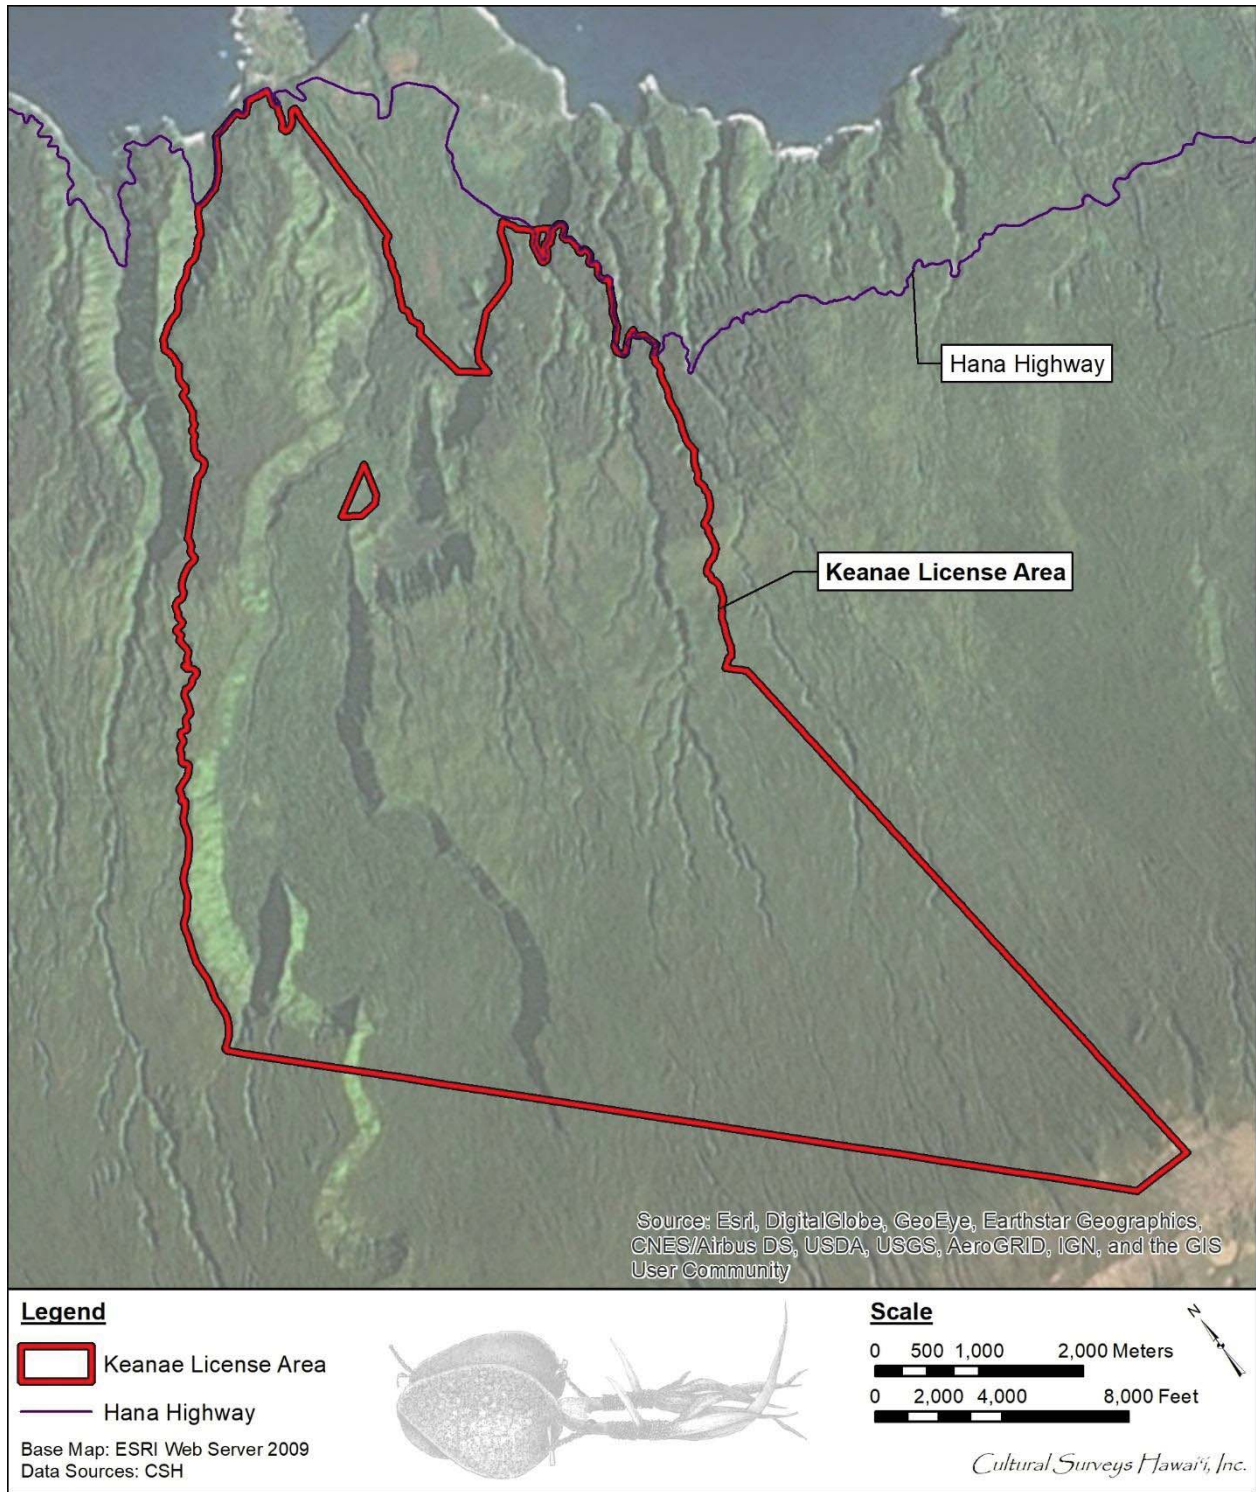 Hana Highway
Keanae License Area
Source: Esri, DigitalGlobe, GeoEye, Earthstar Geographics,
CNES/Airbus DS, USDA, USGS, AeroGRID, IGN, and the GIS
User Community
Legend
Keanae License Area
Hana Highway
Base Map: ESRI Web Server 2009
Data Sources: CSH
Scale
0 500 1,000 2,000 Meters
0 2,000 4,000 8,000 Feet
N
Cultural Surveys Hawai‘i, Inc.